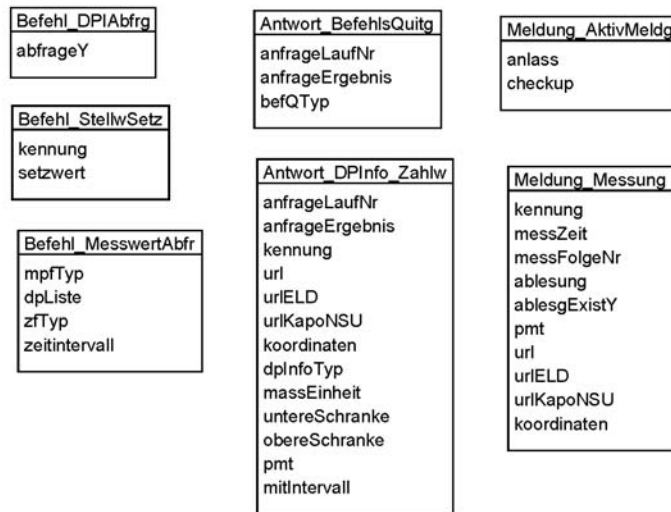 Befehl_DPIAbfrg
abfrageY
Befehl_StellwSetz
kennung
setzwert
Befehl_MesswertAbfr
mpfTyp
dpListe
zfTyp
zeitintervall
Antwort_BefehlsQuitg
anfrageLaufNr
anfrageErgebnis
befQTyp
Antwort_DPInfo_Zahlw
anfrageLaufNr
anfrageErgebnis
kennung
url
urlELD
urlKapoNSU
koordinaten
dpInfoTyp
massEinheit
untereSchranke
obereSchranke
pmt
mitIntervall
Meldung_AktivMeldg
anlass
checkup
Meldung_Messung
kennung
messZeit
messFolgeNr
ablesung
ablesgExistY
pmt
url
urlELD
urlKapoNSU
koordinaten